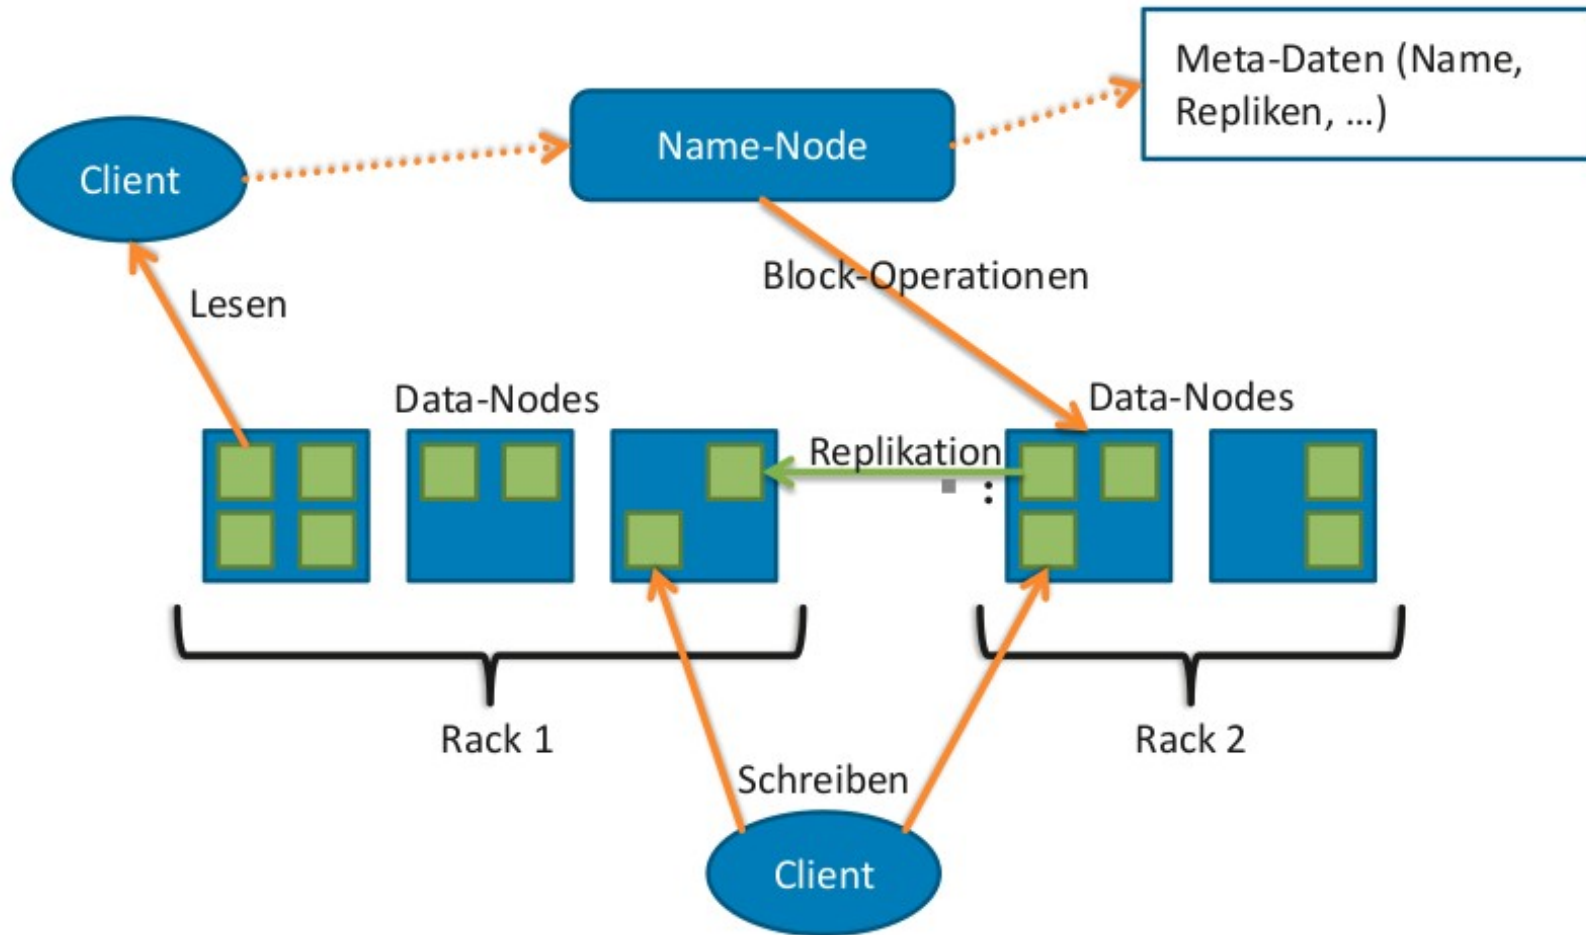 Meta-Daten (Name,
Repliken, ...)
Name-Node
Client
Block-Operationen
Lesen
Data-Nodes
Data-Nodes
Replikation
:
Rack 1
Rack 2
Schreiben
Client